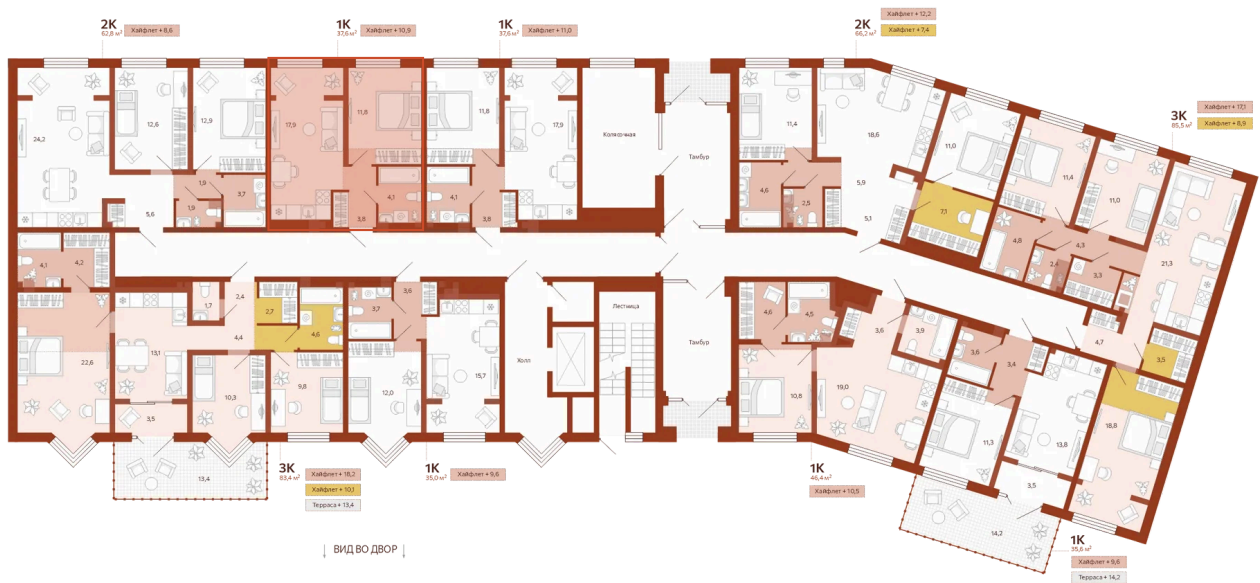 2К
62,8 м²
Хайфлет + 8,6
1К
37,6 м²
Хайфлет + 10,9
1К
37,6 м²
Хайфлет + 11,0
2К
66,2 м²
Хайфлет + 12,2
Хайфлет + 7,4
3К
85,5 м²
Хайфлет + 17,1
Хайфлет + 8,9
24,2
12,6
12,9
1,9
1,9
3,7
5,6
17,9
11,8
3,8
4,1
11,8
17,9
4,1
3,8
Колясочная
Тамбур
11,4
18,6
4,6
2,5
5,9
5,1
11,0
7,1
11,4
11,0
4,8
4,3
2,4
3,3
21,3
4,1
4,2
22,6
13,1
1,7
2,4
4,4
2,7
4,6
3,5
10,3
9,8
3,7
3,6
12,0
15,7
Холл
Лестница
Тамбур
4,6
4,5
10,8
19,0
3,6
3,9
3,6
3,4
11,3
13,8
3,5
4,7
3,5
18,8
13,4
14,2
3К
83,4 м²
Хайфлет + 18,2
Хайфлет + 10,1
Терраса + 13,4
1К
35,0 м²
Хайфлет + 9,6
1К
46,4 м²
Хайфлет + 10,5
1К
35,6 м²
Хайфлет + 9,6
Терраса + 14,2
↓ ВИД ВО ДВОР ↓